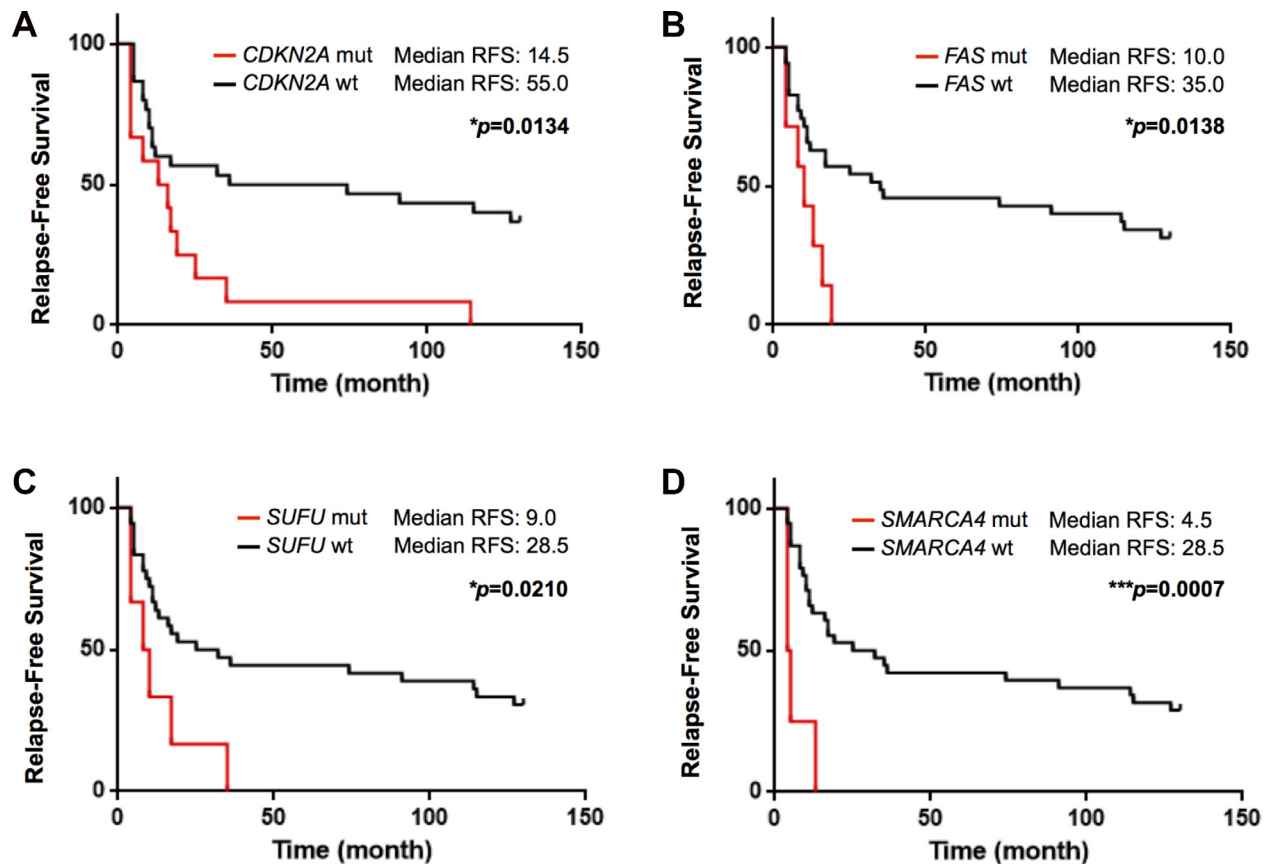 A
Relapse-Free Survival
100
50
0
CDKN2A mut Median RFS: 14.5
CDKN2A wt Median RFS: 55.0
*p=0.0134
0 50 100 150
Time (month)
B
Relapse-Free Survival
100
50
0
FAS mut Median RFS: 10.0
FAS wt Median RFS: 35.0
*p=0.0138
0 50 100 150
Time (month)
C
Relapse-Free Survival
100
50
0
SUFU mut Median RFS: 9.0
SUFU wt Median RFS: 28.5
*p=0.0210
0 50 100 150
Time (month)
D
Relapse-Free Survival
100
50
0
SMARCA4 mut Median RFS: 4.5
SMARCA4 wt Median RFS: 28.5
***p=0.0007
0 50 100 150
Time (month)